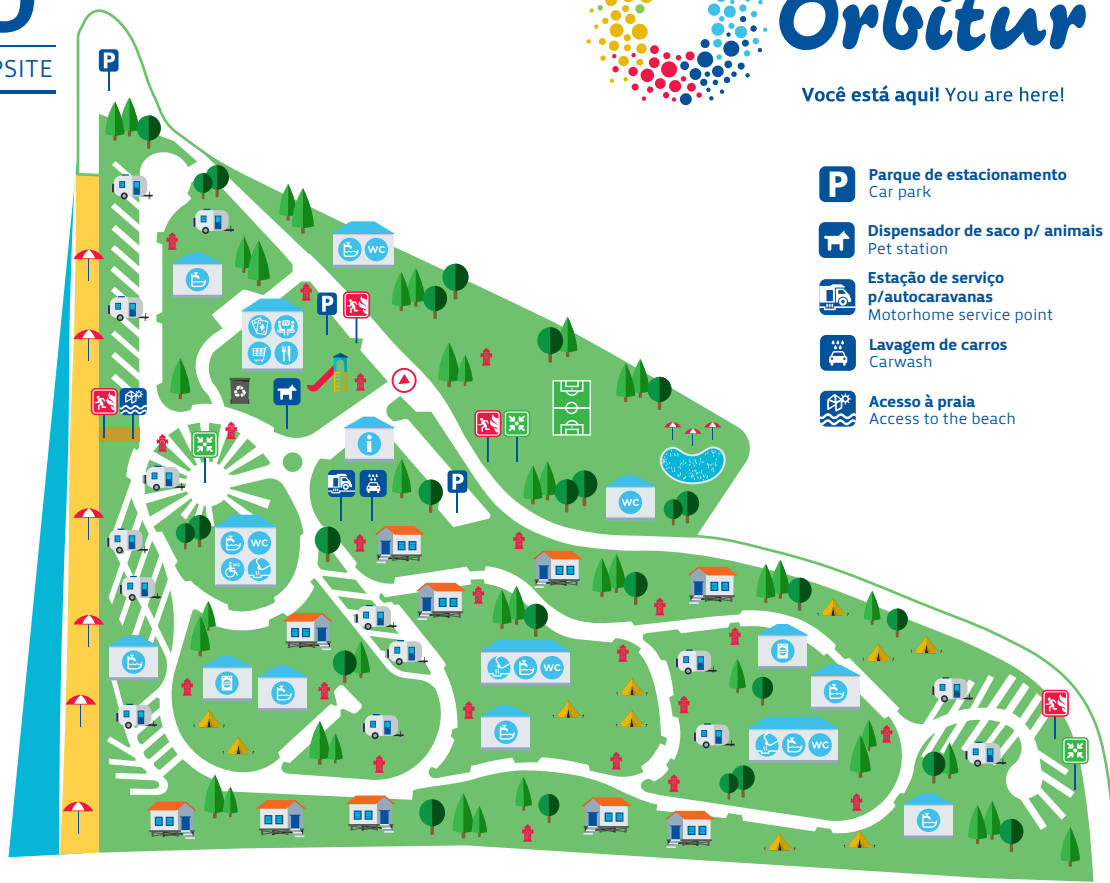 PSITE
Orbitur
Você está aqui! You are here!
P
Parque de estacionamento
Car park
Dispensador de saco p/ animais
Pet station
Estação de serviço
p/autocaravanas
Motorhome service point
Lavagem de carros
Carwash
Acesso à praia
Access to the beach
P
WC
P
TV
i
P
WC
WC
WC
WC
WC